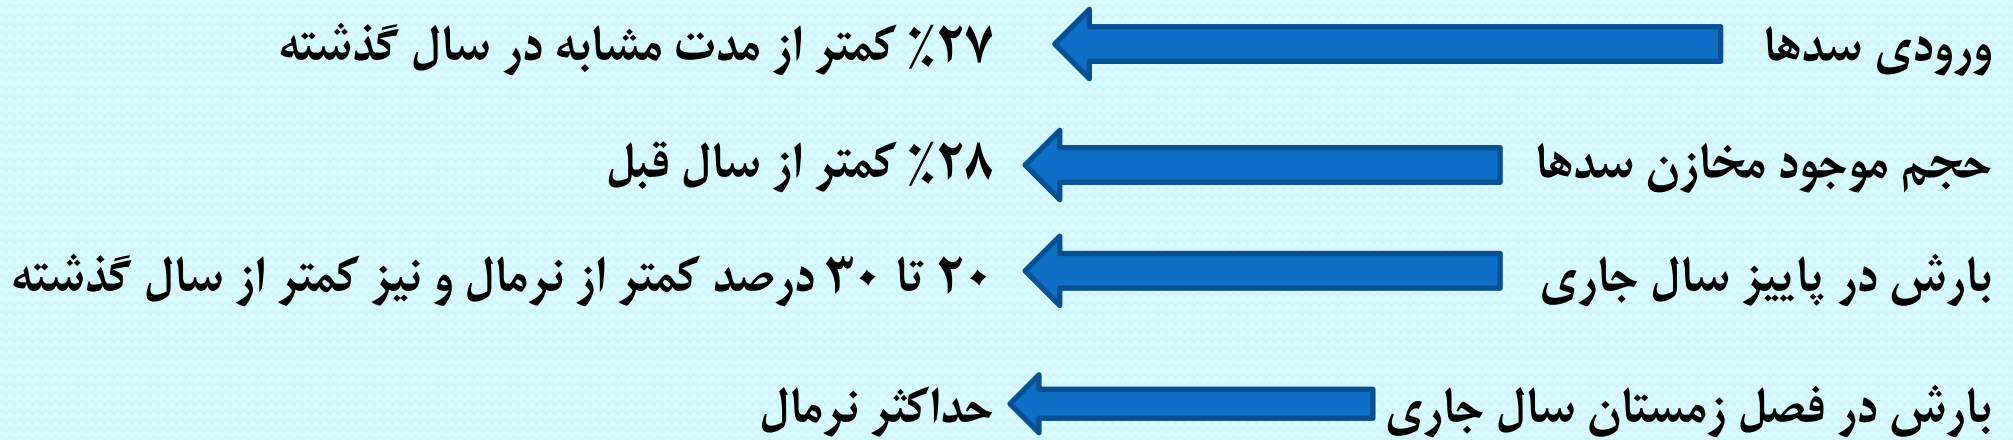 ورودی سدها ۲۷٪ کمتر از مدت مشابه در سال گذشته
حجم موجود مخازن سدها ۲۸٪ کمتر از سال قبل
بارش در پاییز سال جاری ۲۰ تا ۳۰ درصد کمتر از نرمال و نیز کمتر از سال گذشته
بارش در فصل زمستان سال جاری حداکثر نرمال